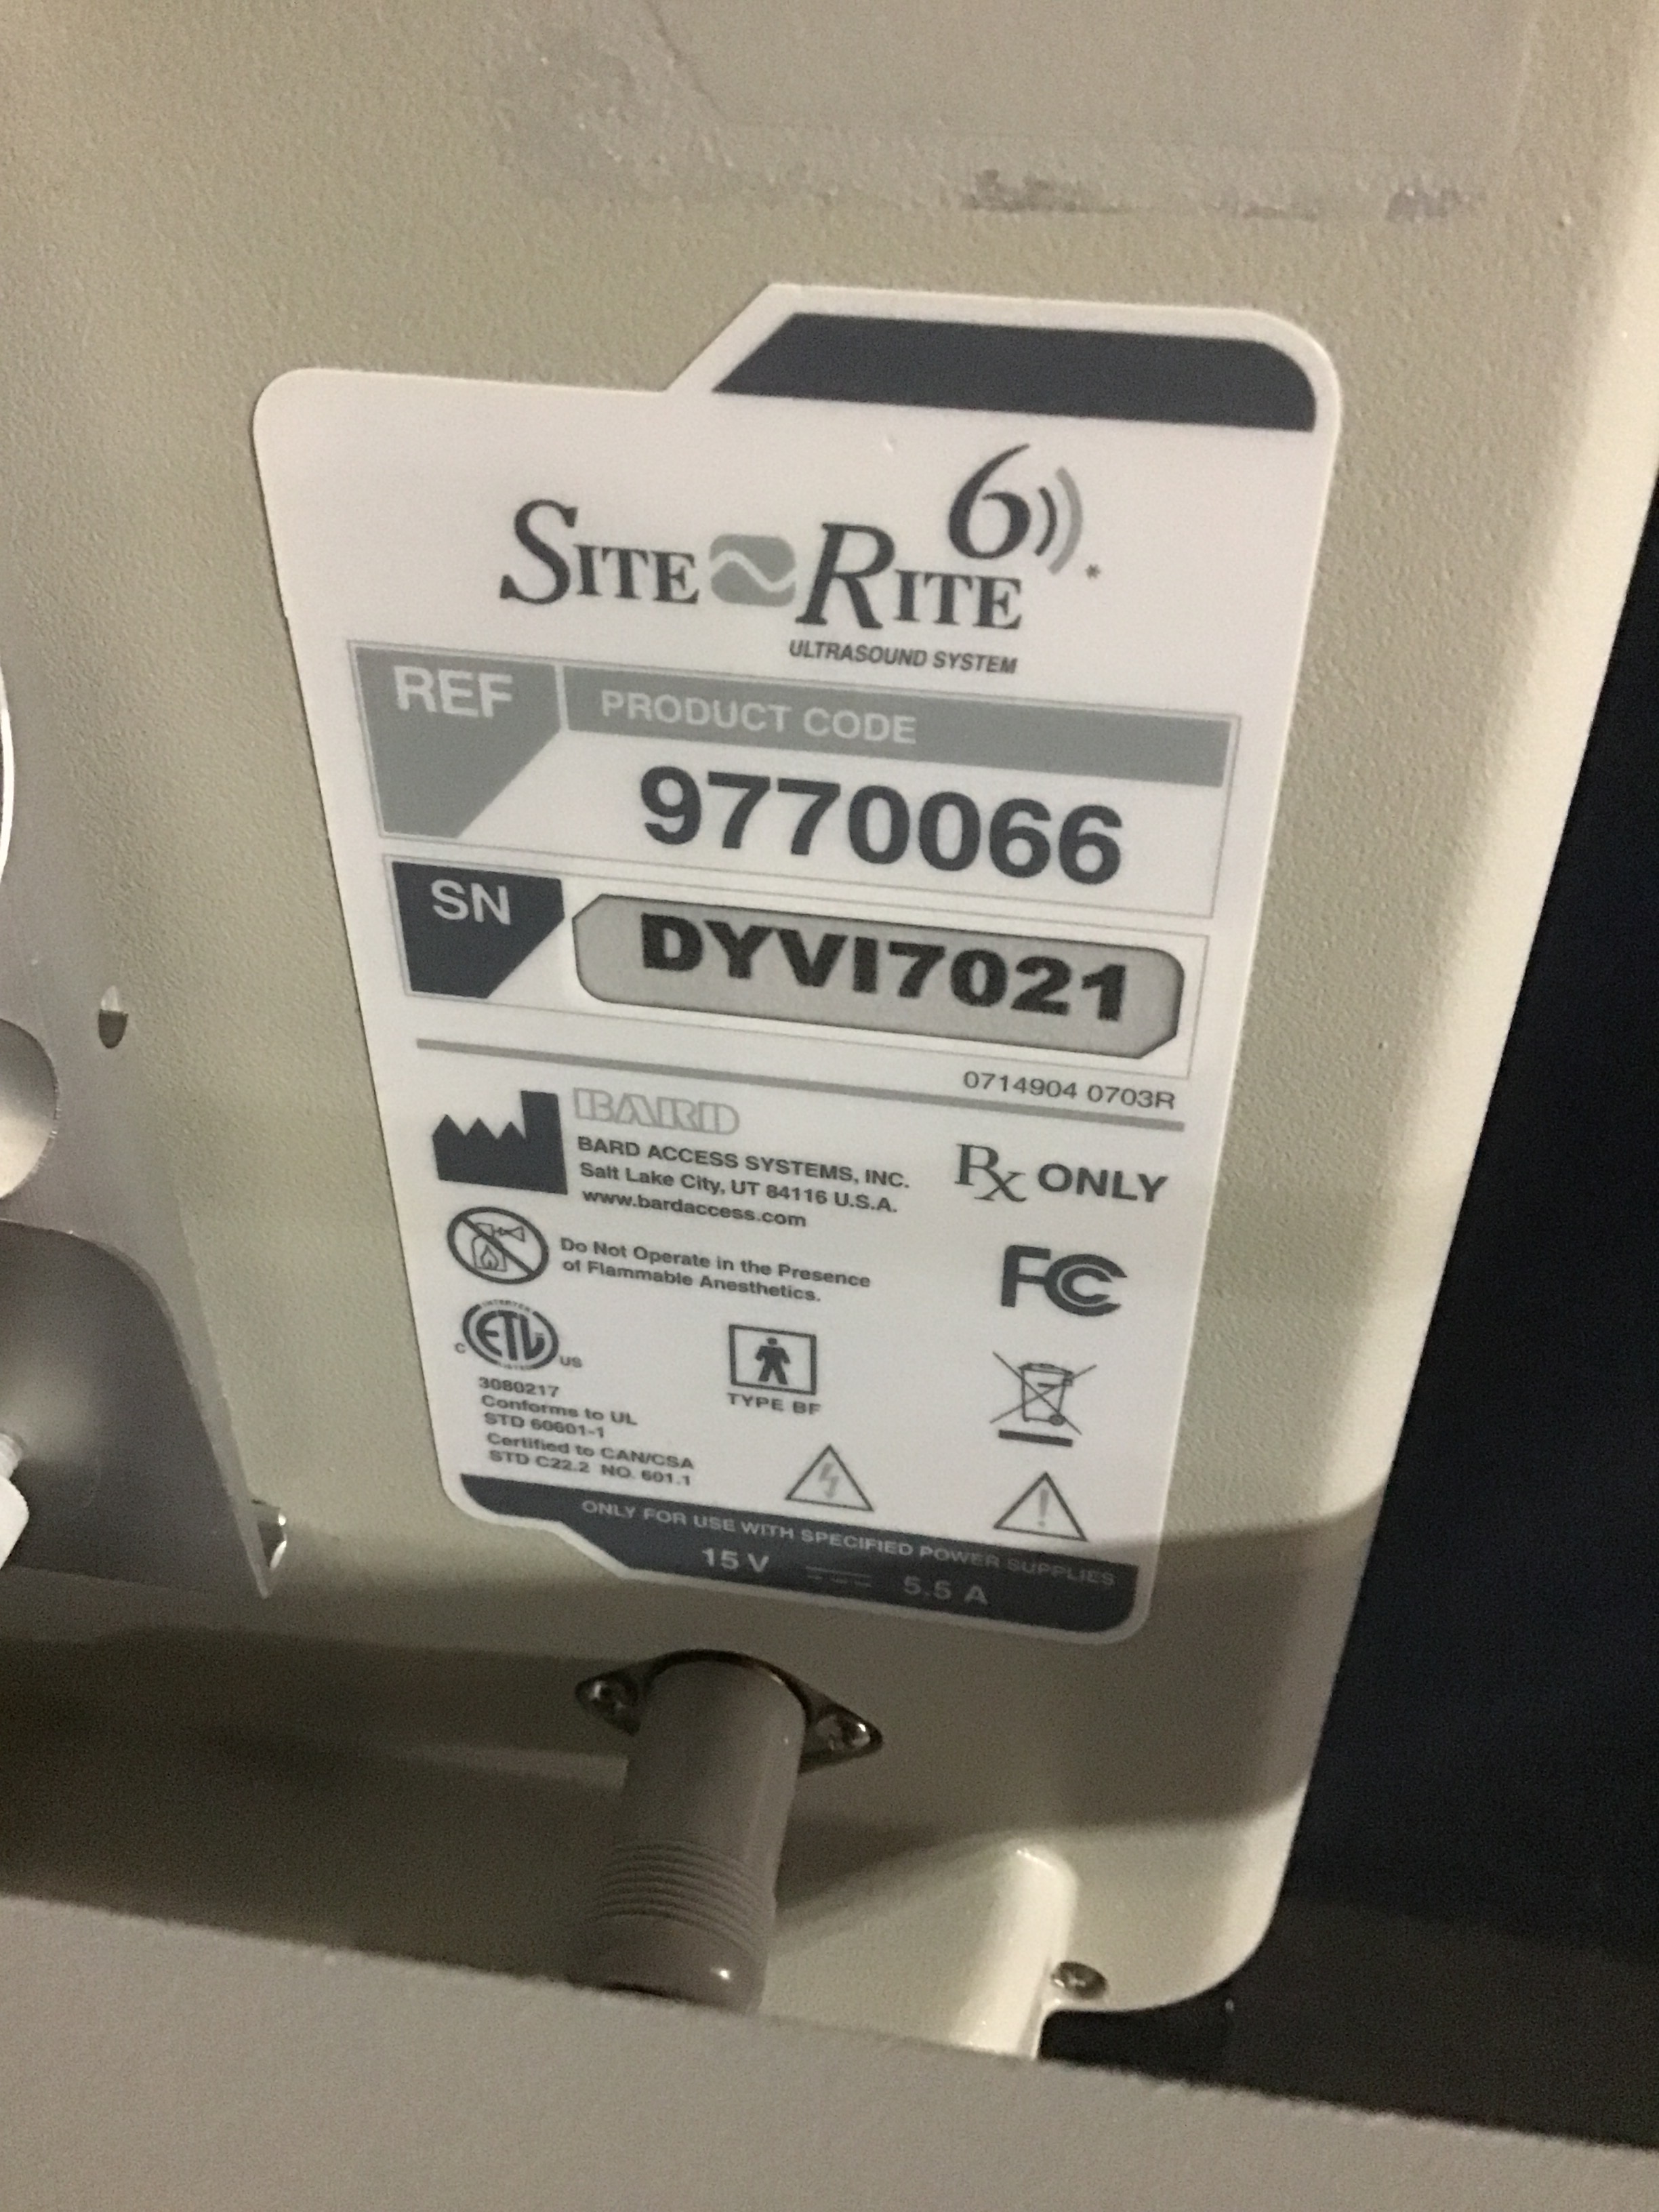 SITE RITE 6 *
ULTRASOUND SYSTEM
REF
PRODUCT CODE
9770066
SN
DYVI7021
0714904 0703R
BARD
BARD ACCESS SYSTEMS, INC.
Salt Lake City, UT 84116 U.S.A.
www.bardaccess.com
Rx ONLY
Do Not Operate in the Presence
of Flammable Anesthetics.
FC
INTERTEK
C ETL US
LISTED
3080217
Conforms to UL
STD 60601-1
Certified to CAN/CSA
STD C22.2 NO. 601.1
TYPE BF
ONLY FOR USE WITH SPECIFIED POWER SUPPLIES
15 V 5.5 A